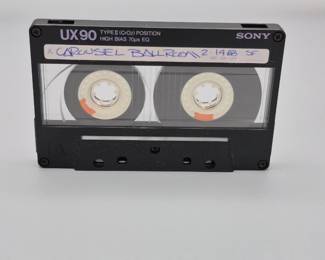 UX90 TYPE II (CrO2) POSITION SONY
HIGH BIAS 70µs EQ
CAROUSEL BALLROOM 2 1968 SF